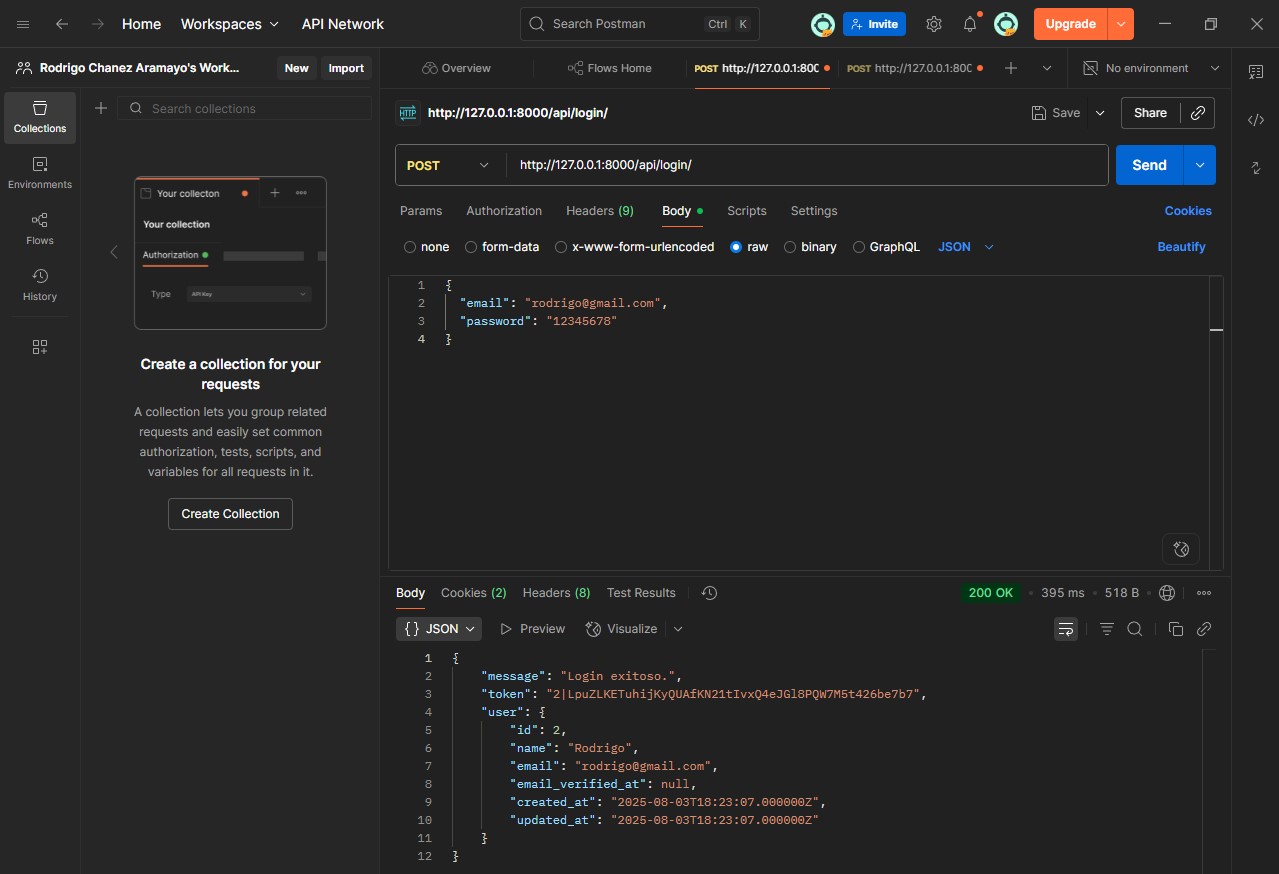 Home Workspaces API Network Search Postman Ctrl K Invite Upgrade
Rodrigo Chanez Aramayo's Work... New Import
Overview Flows Home POST http://127.0.0.1:800 POST http://127.0.0.1:800 No environment
Collections
Environments
Flows
History
Search collections
Your collecton
Your collection
Authorization
Type API Key
Create a collection for your
requests
A collection lets you group related
requests and easily set common
authorization, tests, scripts, and
variables for all requests in it.
Create Collection
HTTP http://127.0.0.1:8000/api/login/ Save Share
POST http://127.0.0.1:8000/api/login/ Send
Params Authorization Headers (9) Body Scripts Settings Cookies
none form-data x-www-form-urlencoded raw binary GraphQL JSON Beautify
1 {
2 "email": "rodrigo@gmail.com",
3 "password": "12345678"
4 }
Body Cookies (2) Headers (8) Test Results 200 OK 395 ms 518 B
{} JSON Preview Visualize
1 {
2 "message": "Login exitoso.",
3 "token": "2|LpuZLKETuhijKyQUAfKN21tIvxQ4eJGl8PQW7M5t426be7b7",
4 "user": {
5 "id": 2,
6 "name": "Rodrigo",
7 "email": "rodrigo@gmail.com",
8 "email_verified_at": null,
9 "created_at": "2025-08-03T18:23:07.000000Z",
10 "updated_at": "2025-08-03T18:23:07.000000Z"
11 }
12 }